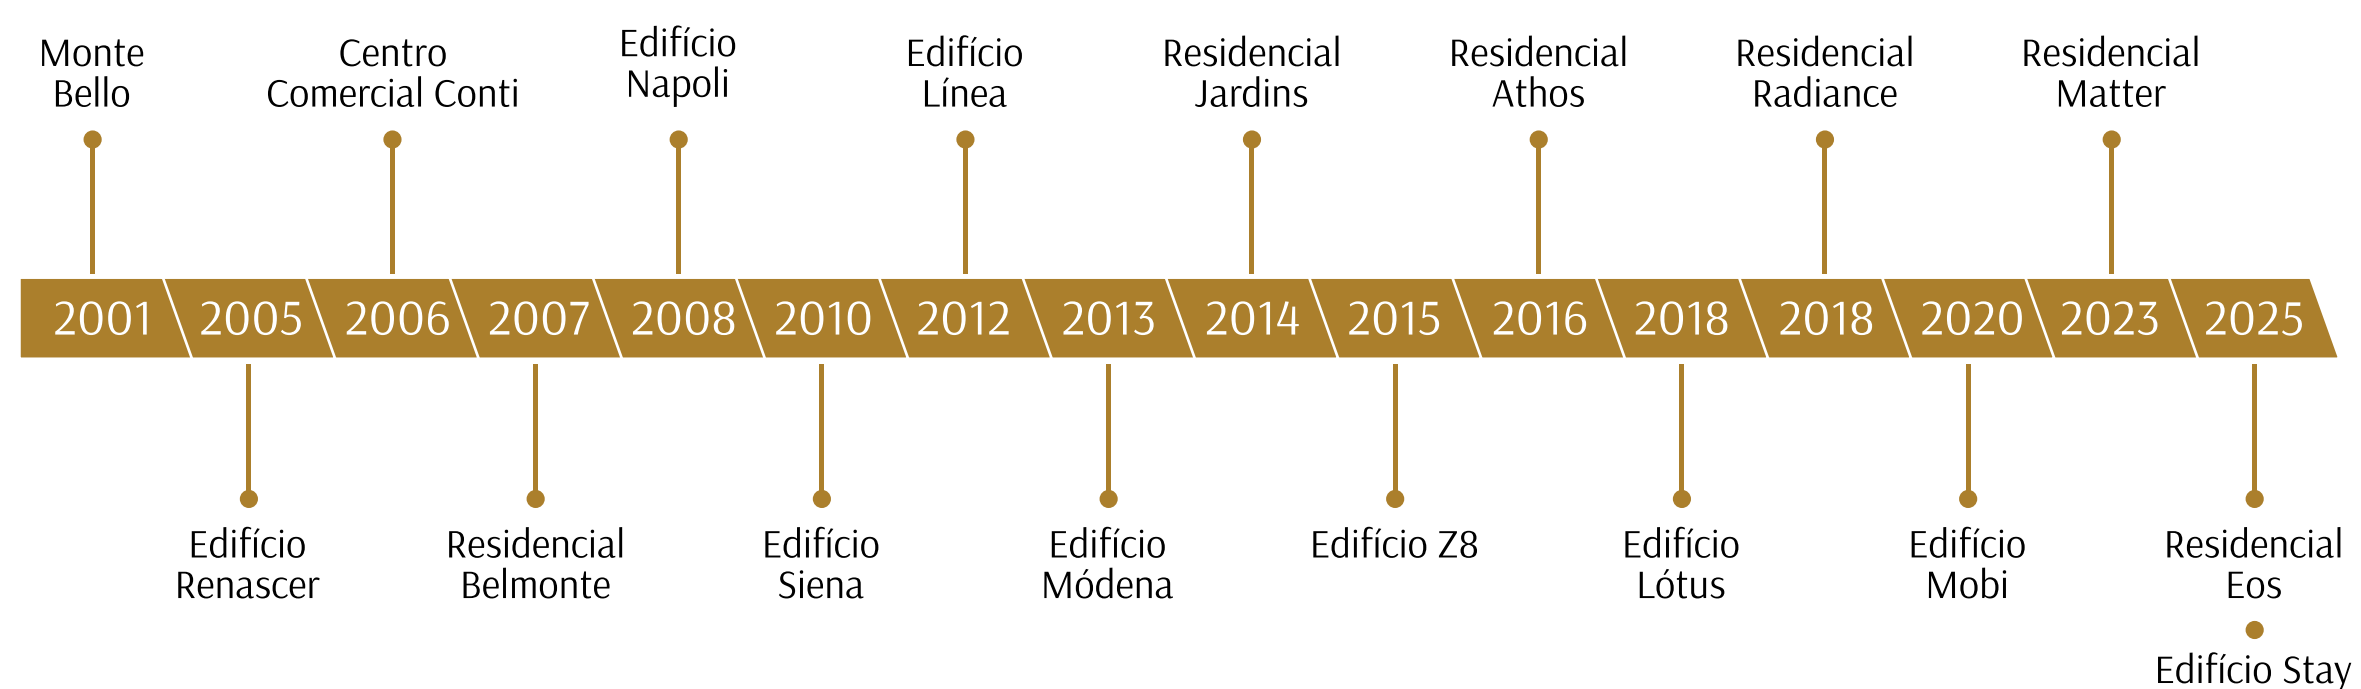 Monte
Bello
Centro
Comercial Conti
Edifício
Napoli
Edifício
Línea
Residencial
Jardins
Residencial
Athos
Residencial
Radiance
Residencial
Matter
2001 2005 2006 2007 2008 2010 2012 2013 2014 2015 2016 2018 2018 2020 2023 2025
Edifício
Renascer
Residencial
Belmonte
Edifício
Siena
Edifício
Módena
Edifício Z8
Edifício
Lótus
Edifício
Mobi
Residencial
Eos
Edifício Stay